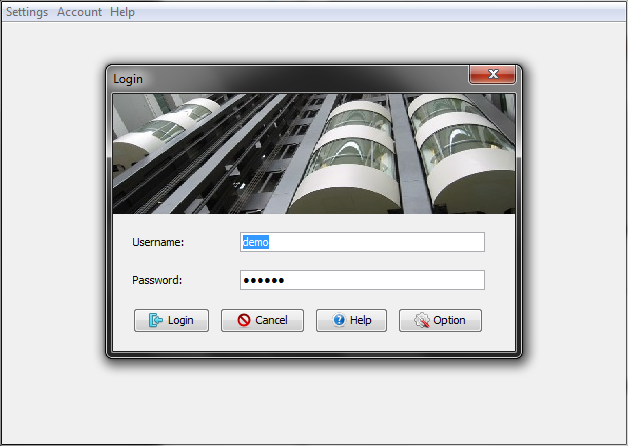 Settings Account Help
Login
Username: demo
Password: ••••••
Login Cancel Help Option